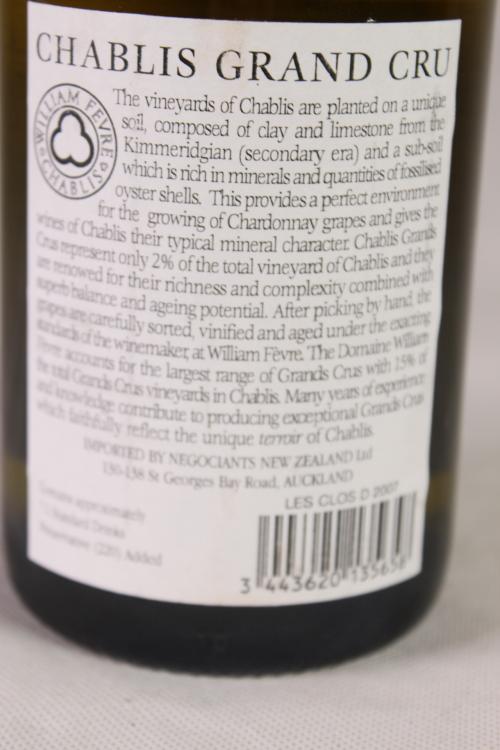 CHABLIS GRAND CRU
WILLIAM FEVRE
CHABLIS
The vineyards of Chablis are planted on a unique
soil, composed of clay and limestone from the
Kimmeridgian (secondary era) and a sub-soil
which is rich in minerals and quantities of fossilised
oyster shells. This provides a perfect environment
for the growing of Chardonnay grapes and gives the
wines of Chablis their typical mineral character. Chablis Grands
Crus represent only 2% of the total vineyard of Chablis and they
are renowed for their richness and complexity combined with
superb balance and ageing potential. After picking by hand, the
grapes are carefully sorted, vinified and aged under the exacting
standards of the winemaker, at William Fèvre. The Domaine William
Fèvre accounts for the largest range of Grands Crus with 15% of
the total Grands Crus vineyards in Chablis. Many years of experience
and knowledge contribute to producing exceptional Grands Crus
which faithfully reflect the unique terroir of Chablis.
IMPORTED BY NEGOCIANTS NEW ZEALAND Ltd
130-138 St Georges Bay Road, AUCKLAND
Contains approximately
Standard Drinks
Preservative (220) Added
LES CLOS D 2007
3 443620 135656